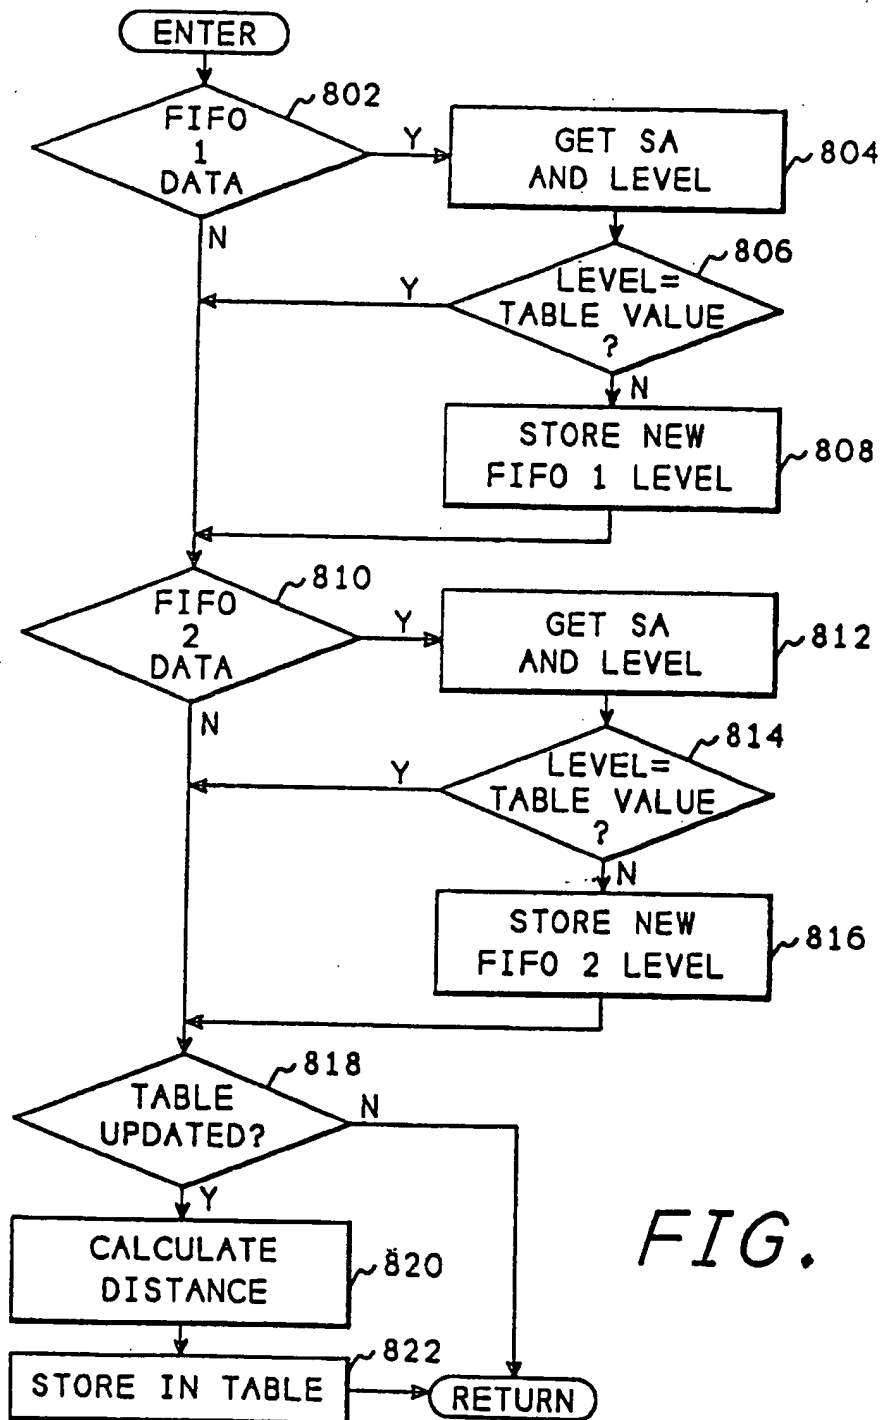 ENTER
802
FIFO
1
DATA
Y
N
GET SA
AND LEVEL
804
806
LEVEL=
TABLE VALUE
?
Y
N
STORE NEW
FIFO 1 LEVEL
808
810
FIFO
2
DATA
Y
N
GET SA
AND LEVEL
812
814
LEVEL=
TABLE VALUE
?
Y
N
STORE NEW
FIFO 2 LEVEL
816
818
TABLE
UPDATED?
N
Y
CALCULATE
DISTANCE
820
822
STORE IN TABLE
RETURN
FIG.